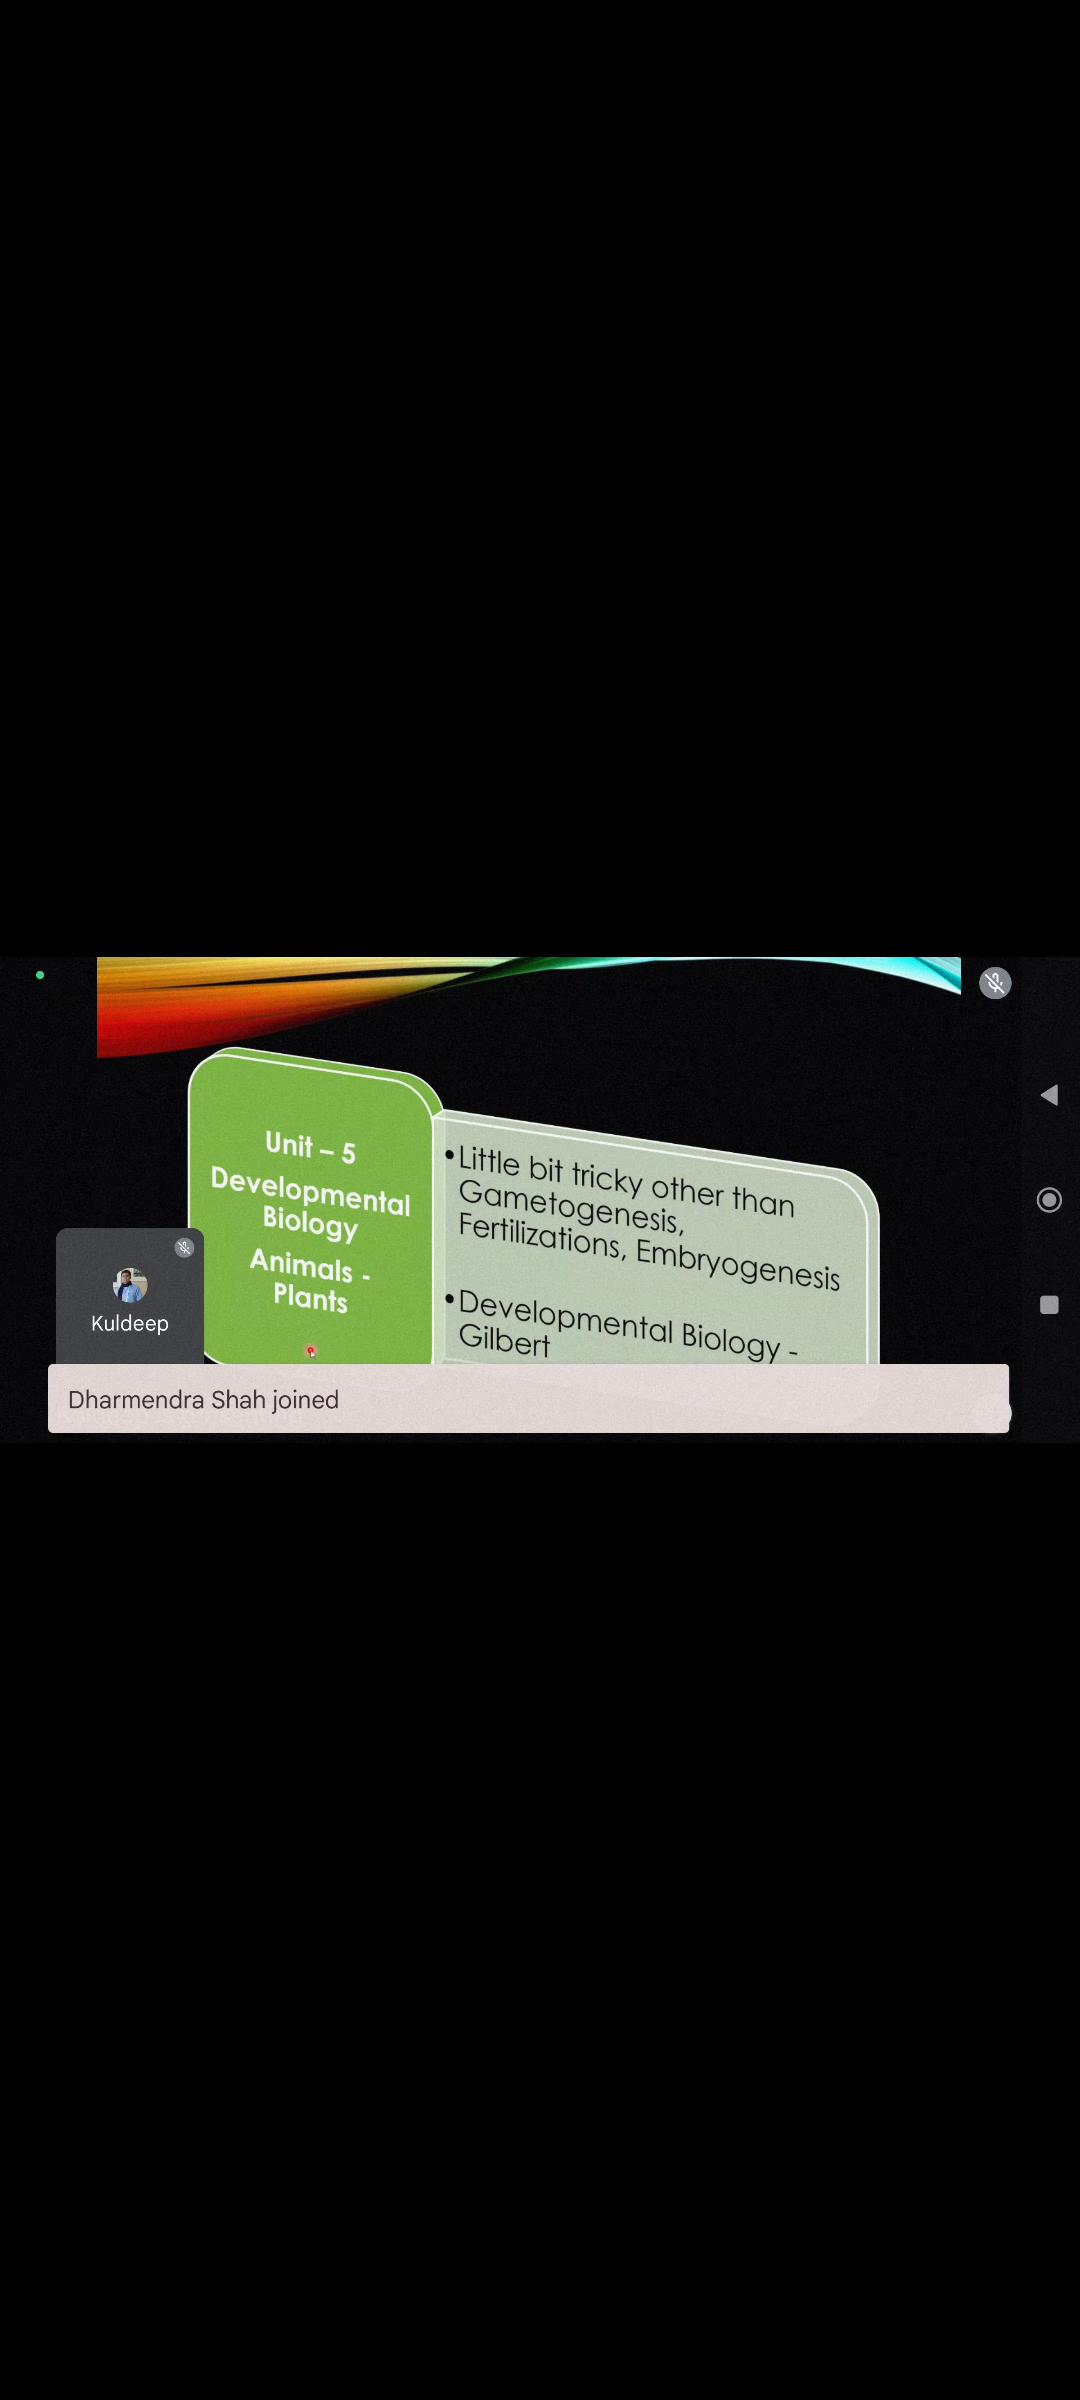 Unit – 5
Developmental
Biology
Animals -
Plants
•Little bit tricky other than
Gametogenesis,
Fertilizations, Embryogenesis
•Developmental Biology -
Gilbert
Kuldeep
Dharmendra Shah joined